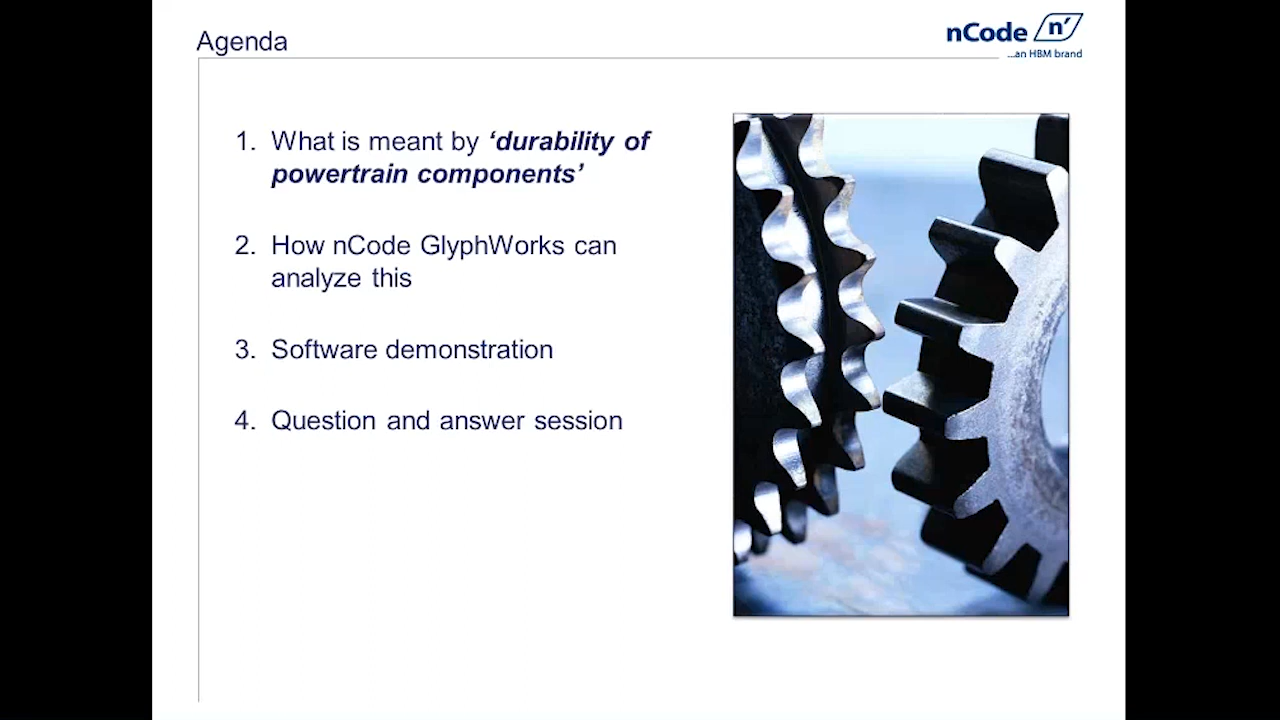 Agenda
nCode n'
...an HBM brand
1. What is meant by ‘durability of
powertrain components’
2. How nCode GlyphWorks can
analyze this
3. Software demonstration
4. Question and answer session